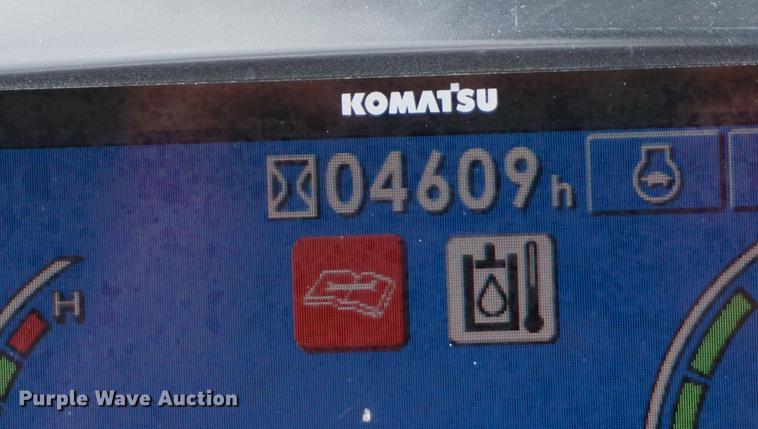 KOMATSU
04609 h
H
Purple Wave Auction